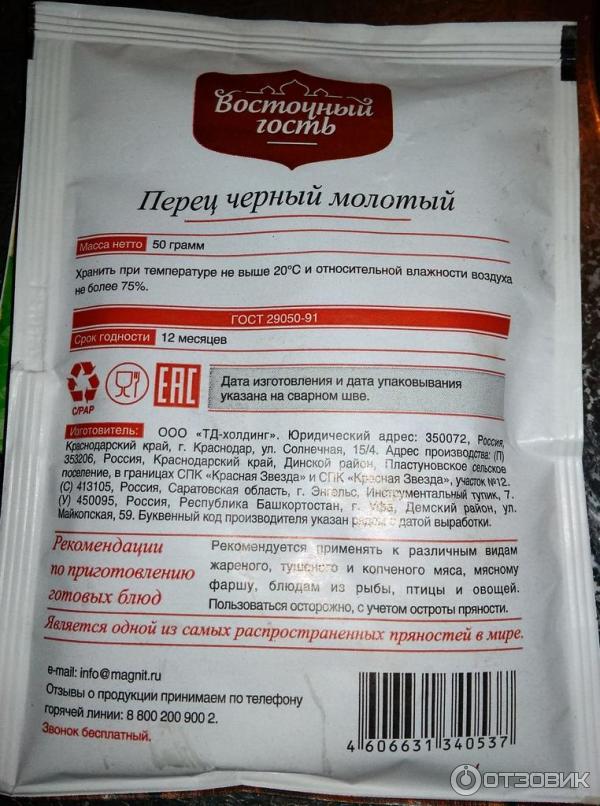 Восточный
гость
Перец черный молотый
Масса нетто 50 грамм
Хранить при температуре не выше 20°С и относительной влажности воздуха
не более 75%.
ГОСТ 29050-91
Срок годности 12 месяцев
C/PAP
EAC
Дата изготовления и дата упаковывания
указана на сварном шве.
Изготовитель: ООО «ТД-холдинг». Юридический адрес: 350072, Россия,
Краснодарский край, г. Краснодар, ул. Солнечная, 15/4. Адрес производства: (П)
353206, Россия, Краснодарский край, Динской район, Пластуновское сельское
поселение, в границах СПК «Красная Звезда» и СПК «Красная Звезда», участок №12.
(С) 413105, Россия, Саратовская область, г. Энгельс, Инструментальный тупик, 7.
(У) 450095, Россия, Республика Башкортостан, г. Уфа, Демский район, ул.
Майкопская, 59. Буквенный код производителя указан рядом с датой выработки.
Рекомендации
по приготовлению
готовых блюд
Рекомендуется применять к различным видам
жареного, тушеного и копченого мяса, мясному
фаршу, блюдам из рыбы, птицы и овощей.
Пользоваться осторожно, с учетом остроты пряности.
Является одной из самых распространенных пряностей в мире.
e-mail: info@magnit.ru
Отзывы о продукции принимаем по телефону
горячей линии: 8 800 200 900 2.
Звонок бесплатный.
4 606631 340537
ОТЗОВИК